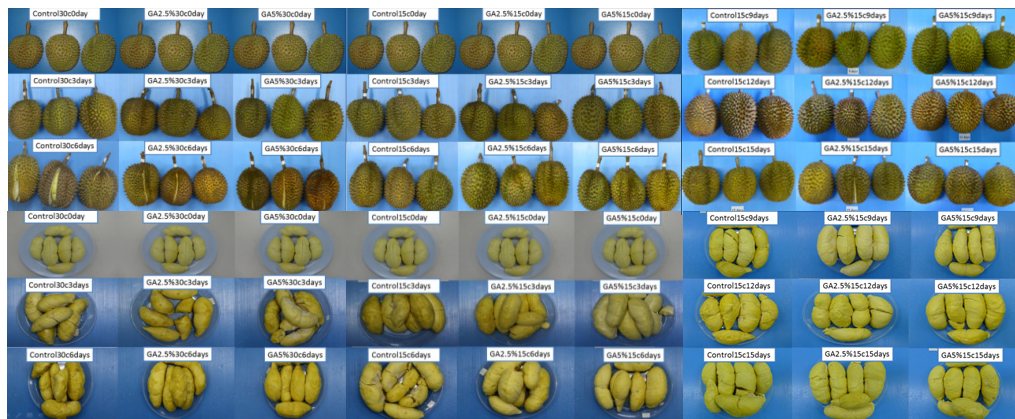 Control30c0day GA2.5%30c0day GA5%30c0day Control15c0day GA2.5%15c0day GA5%15c0day Control15c9days GA2.5%15c9days GA5%15c9days
Control30c3days GA2.5%30c3days GA5%30c3days Control15c3days GA2.5%15c3days GA5%15c3days Control15c12days GA2.5%15c12days GA5%15c12days
Control30c6days GA2.5%30c6days GA5%30c6days Control15c6days GA2.5%15c6days GA5%15c6days Control15c15days GA2.5%15c15days GA5%15c15days
Control30c0day GA2.5%30c0day GA5%30c0day Control15c0day GA2.5%15c0day GA5%15c0day Control15c9days GA2.5%15c9days GA5%15c9days
Control30c3days GA2.5%30c3days GA5%30c3days Control15c3days GA2.5%15c3days GA5%15c3days Control15c12days GA2.5%15c12days GA5%15c12days
Control30c6days GA2.5%30c6days GA5%30c6days Control15c6days GA2.5%15c6days GA5%15c6days Control15c15days GA2.5%15c15days GA5%15c15days